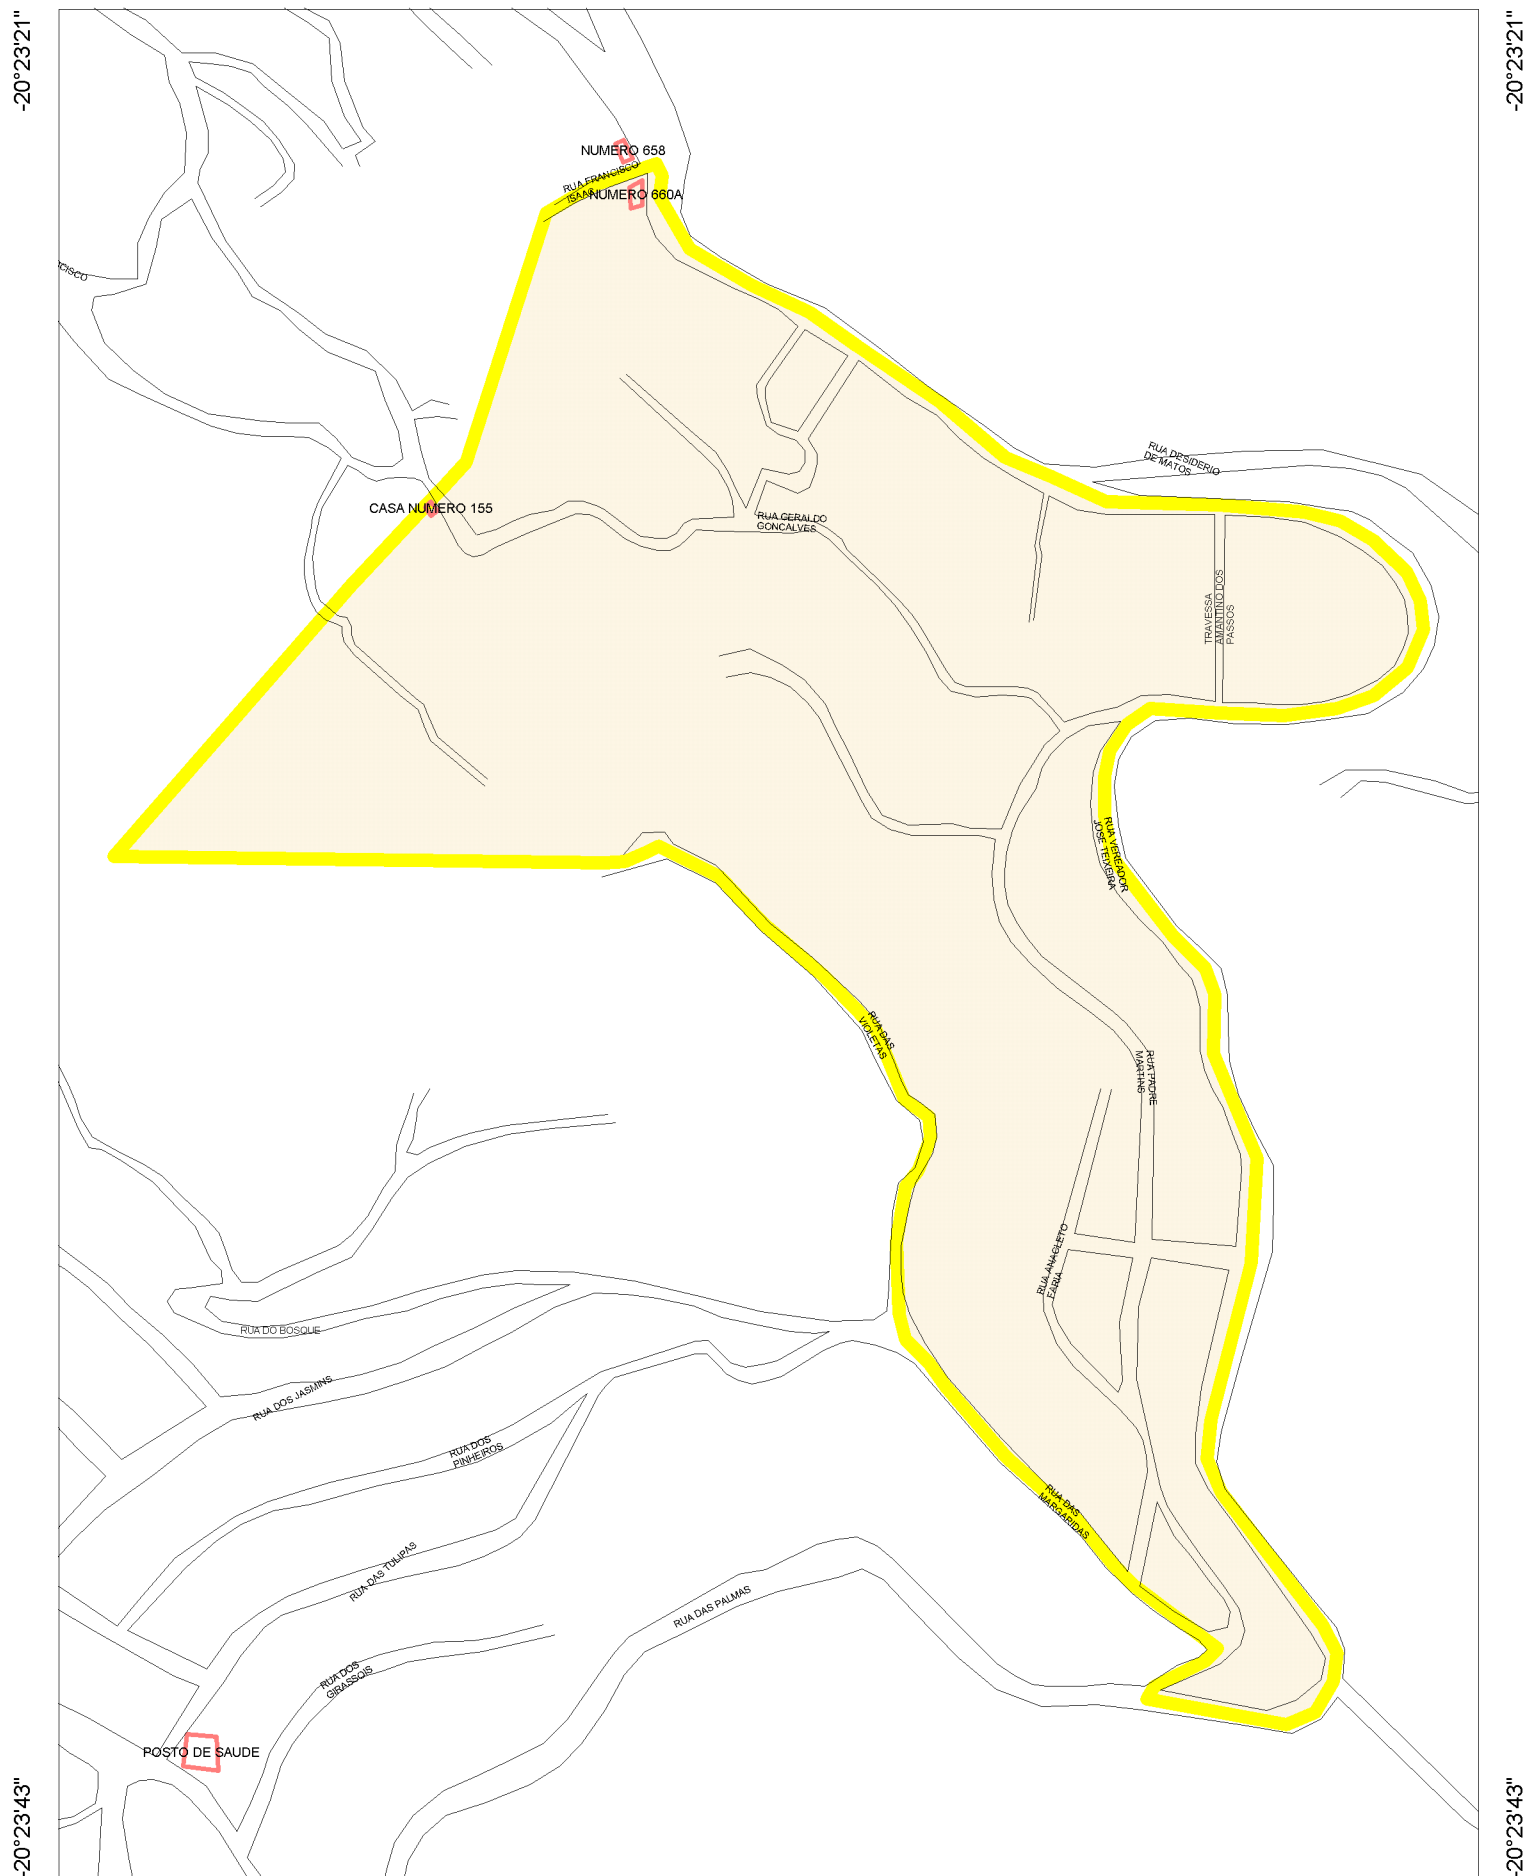 -20°23'21"
-20°23'21"
NUMERO 658
RUA FRANCISCO
ISAAS
NUMERO 660A
CISCO
RUA DESIDERIO
DE MATOS
CASA NUMERO 155
RUA GERALDO
GONCALVES
TRAVESSA
AMANTINO DOS
PASSOS
RUA VEREADOR
JOSE TEIXEIRA
RUA DAS
VIOLETAS
RUA PADRE
MARTINS
RUA ANACLETO
FARIA
RUA DO BOSQUE
RUA DOS JASMINS
RUA DOS
PINHEIROS
RUA DAS
MARGARIDAS
RUA DAS TULIPAS
RUA DAS PALMAS
RUA DOS
GIRASSOIS
POSTO DE SAUDE
-20°23'43"
-20°23'43"